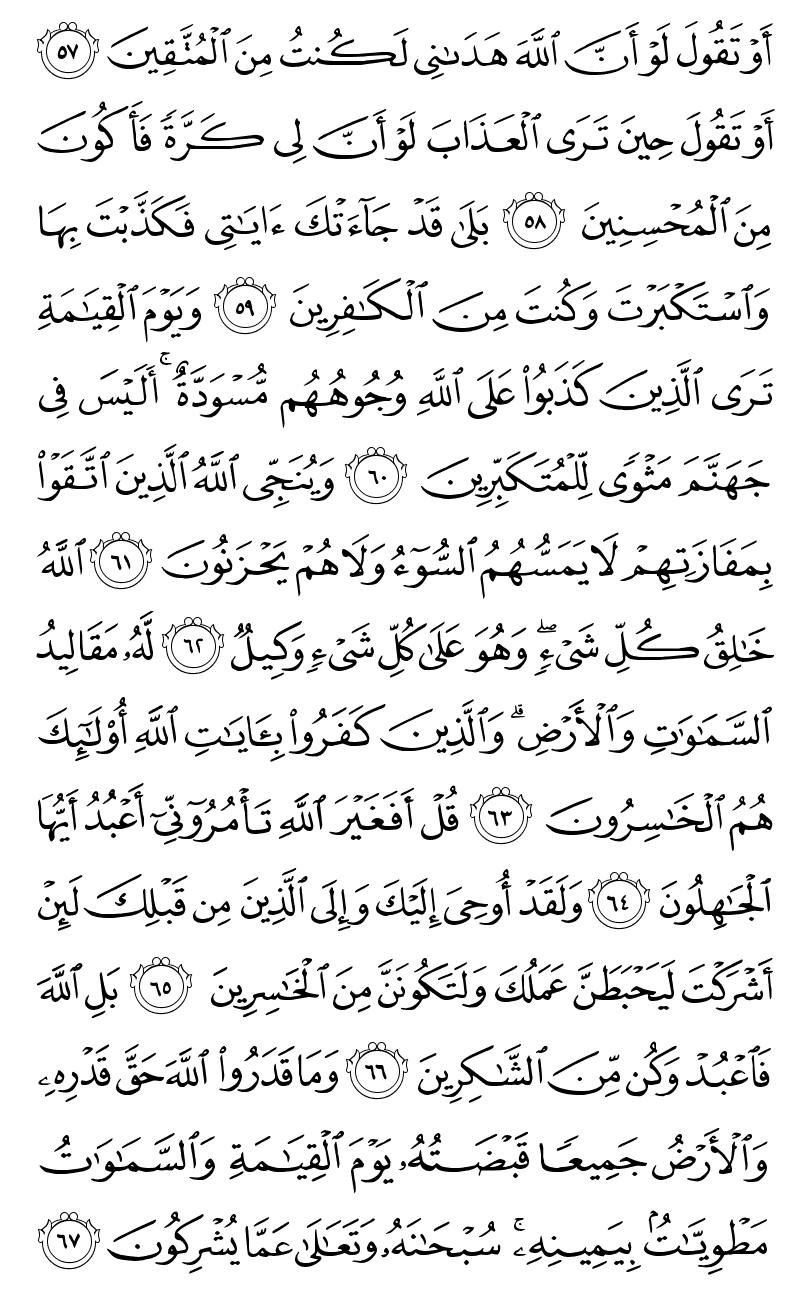 أَوْ تَقُولَ لَوْ أَنَّ ٱللَّهَ هَدَىٰنِى لَكُنتُ مِنَ ٱلْمُتَّقِينَ ٥٧
أَوْ تَقُولَ حِينَ تَرَى ٱلْعَذَابَ لَوْ أَنَّ لِى كَرَّةً فَأَكُونَ
مِنَ ٱلْمُحْسِنِينَ ٥٨ بَلَىٰ قَدْ جَآءَتْكَ ءَايَـٰتِى فَكَذَّبْتَ بِهَا
وَٱسْتَكْبَرْتَ وَكُنتَ مِنَ ٱلْكَـٰفِرِينَ ٥٩ وَيَوْمَ ٱلْقِيَـٰمَةِ
تَرَى ٱلَّذِينَ كَذَبُوا۟ عَلَى ٱللَّهِ وُجُوهُهُم مُّسْوَدَّةٌ ۚ أَلَيْسَ فِى
جَهَنَّمَ مَثْوًى لِّلْمُتَكَبِّرِينَ ٦٠ وَيُنَجِّى ٱللَّهُ ٱلَّذِينَ ٱتَّقَوْا۟
بِمَفَازَتِهِمْ لَا يَمَسُّهُمُ ٱلسُّوٓءُ وَلَا هُمْ يَحْزَنُونَ ٦١ ٱللَّهُ
خَـٰلِقُ كُلِّ شَىْءٍ ۖ وَهُوَ عَلَىٰ كُلِّ شَىْءٍ وَكِيلٌ ٦٢ لَّهُۥ مَقَالِيدُ
ٱلسَّمَـٰوَٰتِ وَٱلْأَرْضِ ۗ وَٱلَّذِينَ كَفَرُوا۟ بِـَٔايَـٰتِ ٱللَّهِ أُو۟لَـٰٓئِكَ
هُمُ ٱلْخَـٰسِرُونَ ٦٣ قُلْ أَفَغَيْرَ ٱللَّهِ تَأْمُرُوٓنِّىٓ أَعْبُدُ أَيُّهَا
ٱلْجَـٰهِلُونَ ٦٤ وَلَقَدْ أُوحِىَ إِلَيْكَ وَإِلَى ٱلَّذِينَ مِن قَبْلِكَ لَئِنْ
أَشْرَكْتَ لَيَحْبَطَنَّ عَمَلُكَ وَلَتَكُونَنَّ مِنَ ٱلْخَـٰسِرِينَ ٦٥ بَلِ ٱللَّهَ
فَٱعْبُدْ وَكُن مِّنَ ٱلشَّـٰكِرِينَ ٦٦ وَمَا قَدَرُوا۟ ٱللَّهَ حَقَّ قَدْرِهِۦ
وَٱلْأَرْضُ جَمِيعًا قَبْضَتُهُۥ يَوْمَ ٱلْقِيَـٰمَةِ وَٱلسَّمَـٰوَٰتُ
مَطْوِيَّـٰتٌۢ بِيَمِينِهِۦ ۚ سُبْحَـٰنَهُۥ وَتَعَـٰلَىٰ عَمَّا يُشْرِكُونَ ٦٧